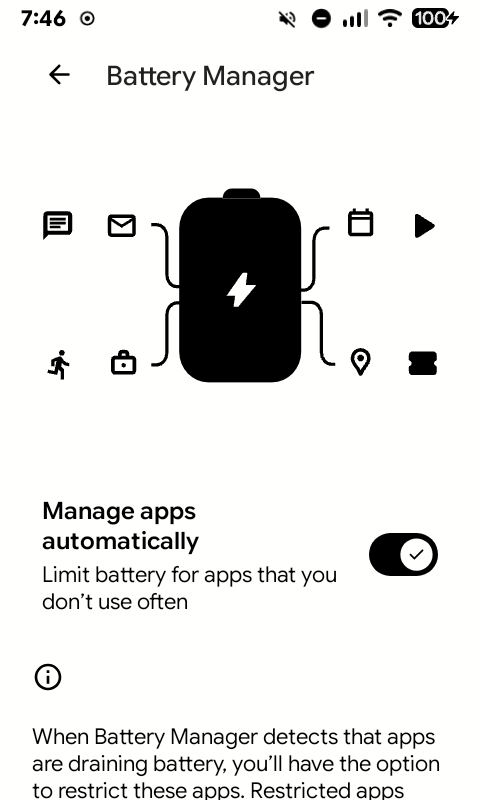 7:46
100
Battery Manager
Manage apps
automatically
Limit battery for apps that you
don’t use often
When Battery Manager detects that apps
are draining battery, you’ll have the option
to restrict these apps. Restricted apps